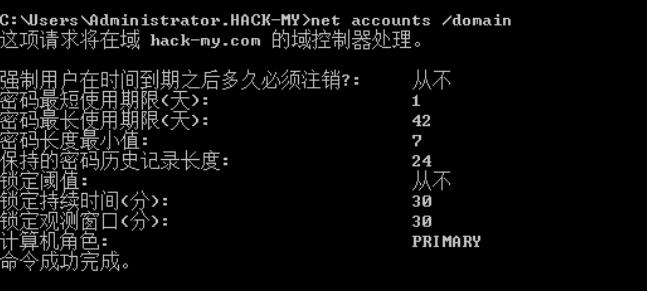 C:\Users\Administrator.HACK-MY>net accounts /domain
这项请求将在域 hack-my.com 的域控制器处理。
强制用户在时间到期之后多久必须注销?: 从不
密码最短使用期限(天): 1
密码最长使用期限(天): 42
密码长度最小值: 7
保持的密码历史记录长度: 24
锁定阈值: 从不
锁定持续时间(分): 30
锁定观测窗口(分): 30
计算机角色: PRIMARY
命令成功完成。